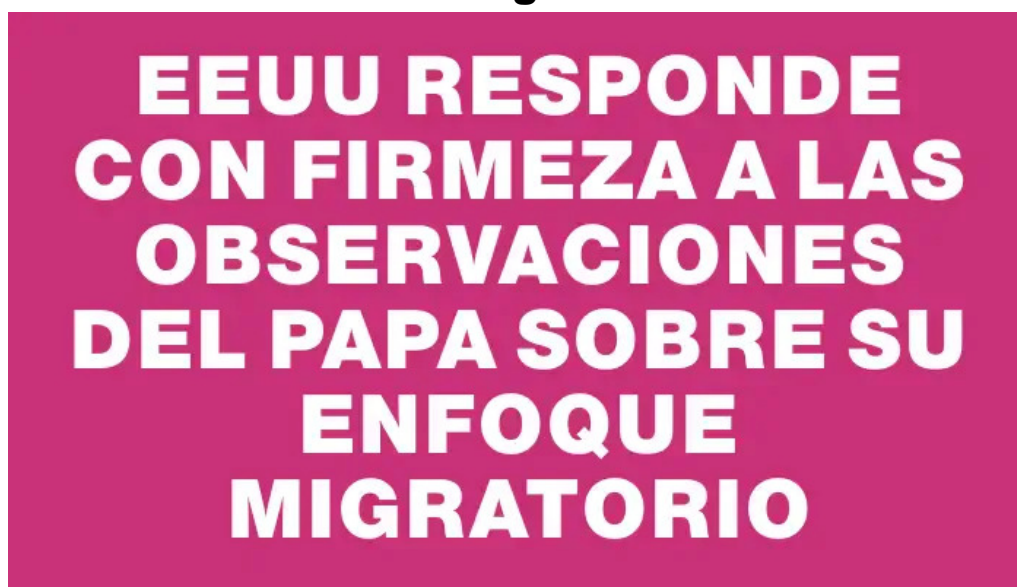 EEUU RESPONDE
CON FIRMEZA A LAS
OBSERVACIONES
DEL PAPA SOBRE SU
ENFOQUE
MIGRATORIO